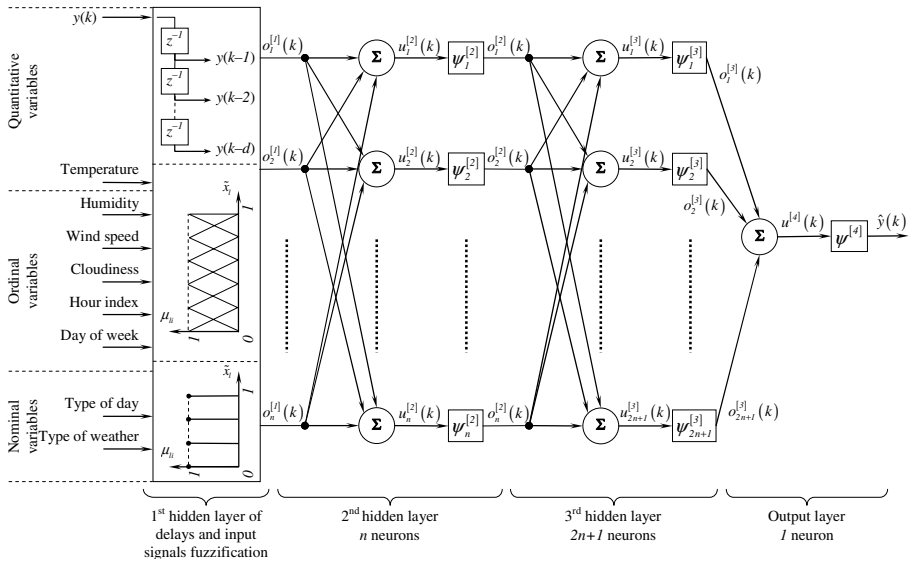 Quantitative
variables
Ordinal
variables
Nominal
variables
y(k)
Temperature
Humidity
Wind speed
Cloudiness
Hour index
Day of week
Type of day
Type of weather
z⁻¹
y(k–1)
z⁻¹
y(k–2)
z⁻¹
y(k–d)
x̃ₗ
1
μₗᵢ
1
0
x̃ₗ
1
μₗᵢ
1
0
o₁^[1](k)
o₂^[1](k)
oₙ^[1](k)
Σ
Σ
Σ
u₁^[2](k)
u₂^[2](k)
uₙ^[2](k)
ψ₁^[2]
ψ₂^[2]
ψₙ^[2]
o₁^[2](k)
o₂^[2](k)
oₙ^[2](k)
Σ
Σ
Σ
u₁^[3](k)
u₂^[3](k)
u₂ₙ₊₁^[3](k)
ψ₁^[3]
ψ₂^[3]
ψ₂ₙ₊₁^[3]
o₁^[3](k)
o₂^[3](k)
o₂ₙ₊₁^[3](k)
Σ
u^[4](k)
ψ^[4]
ŷ(k)
1st hidden layer of
delays and input
signals fuzzification
2nd hidden layer
n neurons
3rd hidden layer
2n+1 neurons
Output layer
1 neuron